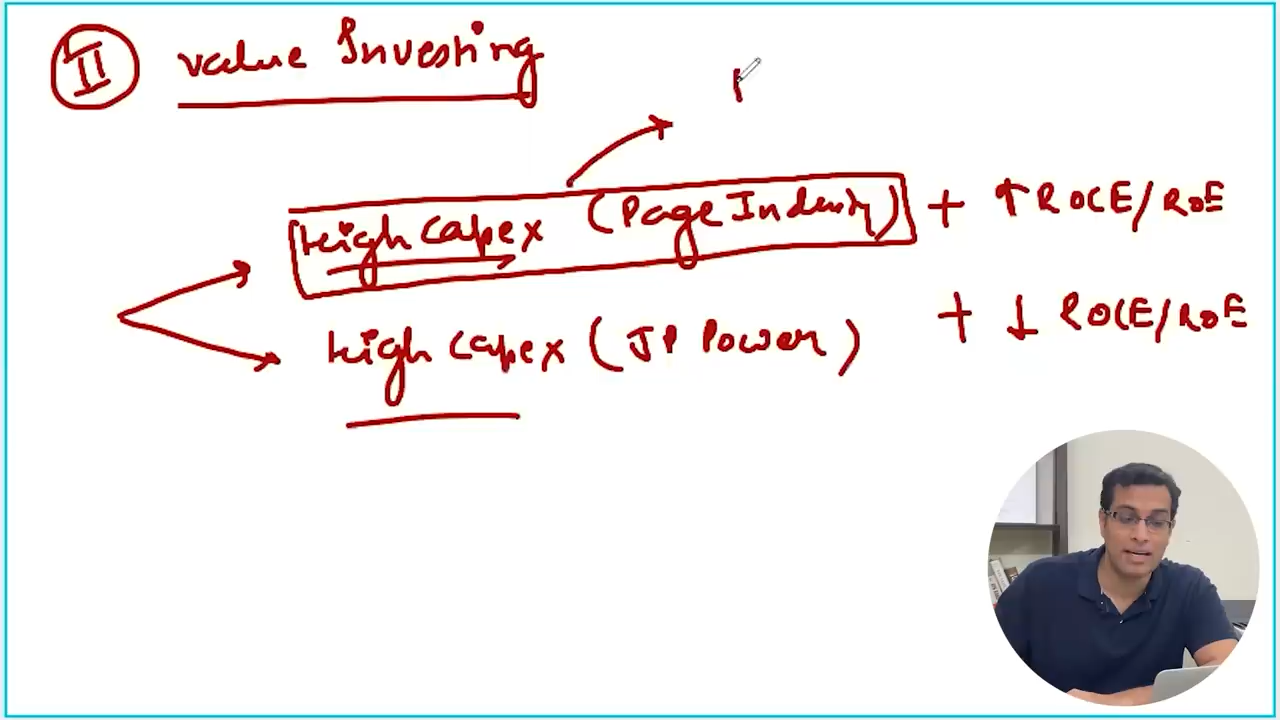 II value Investing
High Capex (Page Industry) + ↑ ROCE/ROE
High Capex (JP Power) + ↓ ROCE/ROE